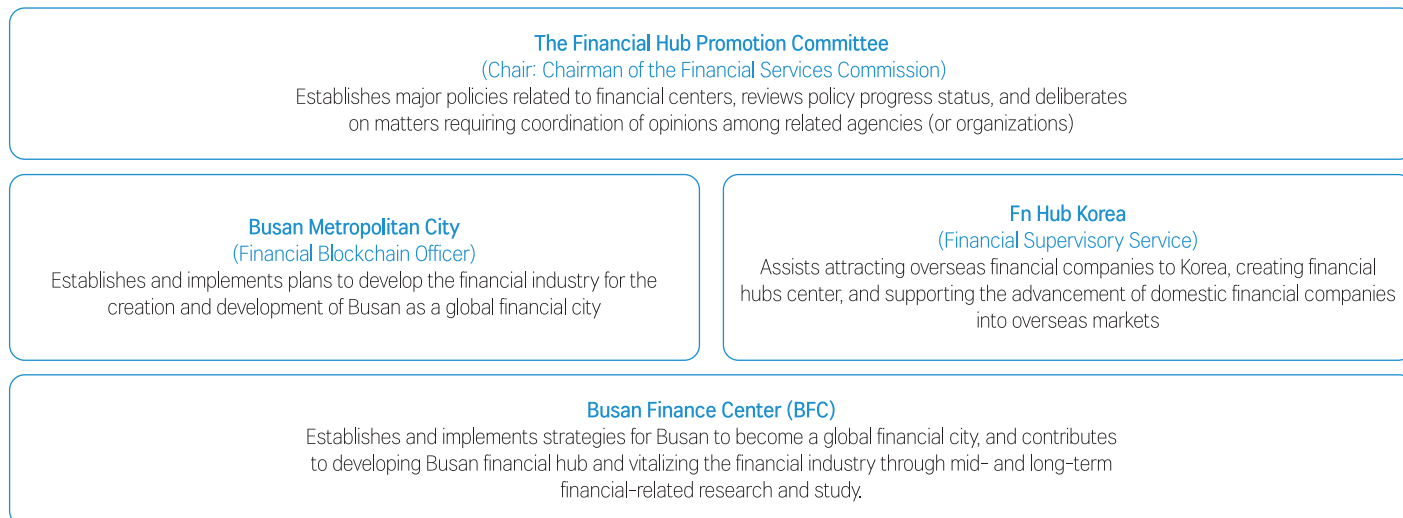 The Financial Hub Promotion Committee
(Chair: Chairman of the Financial Services Commission)
Establishes major policies related to financial centers, reviews policy progress status, and deliberates
on matters requiring coordination of opinions among related agencies (or organizations)
Busan Metropolitan City
(Financial Blockchain Officer)
Establishes and implements plans to develop the financial industry for the
creation and development of Busan as a global financial city
Fn Hub Korea
(Financial Supervisory Service)
Assists attracting overseas financial companies to Korea, creating financial
hubs center, and supporting the advancement of domestic financial companies
into overseas markets
Busan Finance Center (BFC)
Establishes and implements strategies for Busan to become a global financial city, and contributes
to developing Busan financial hub and vitalizing the financial industry through mid- and long-term
financial-related research and study.